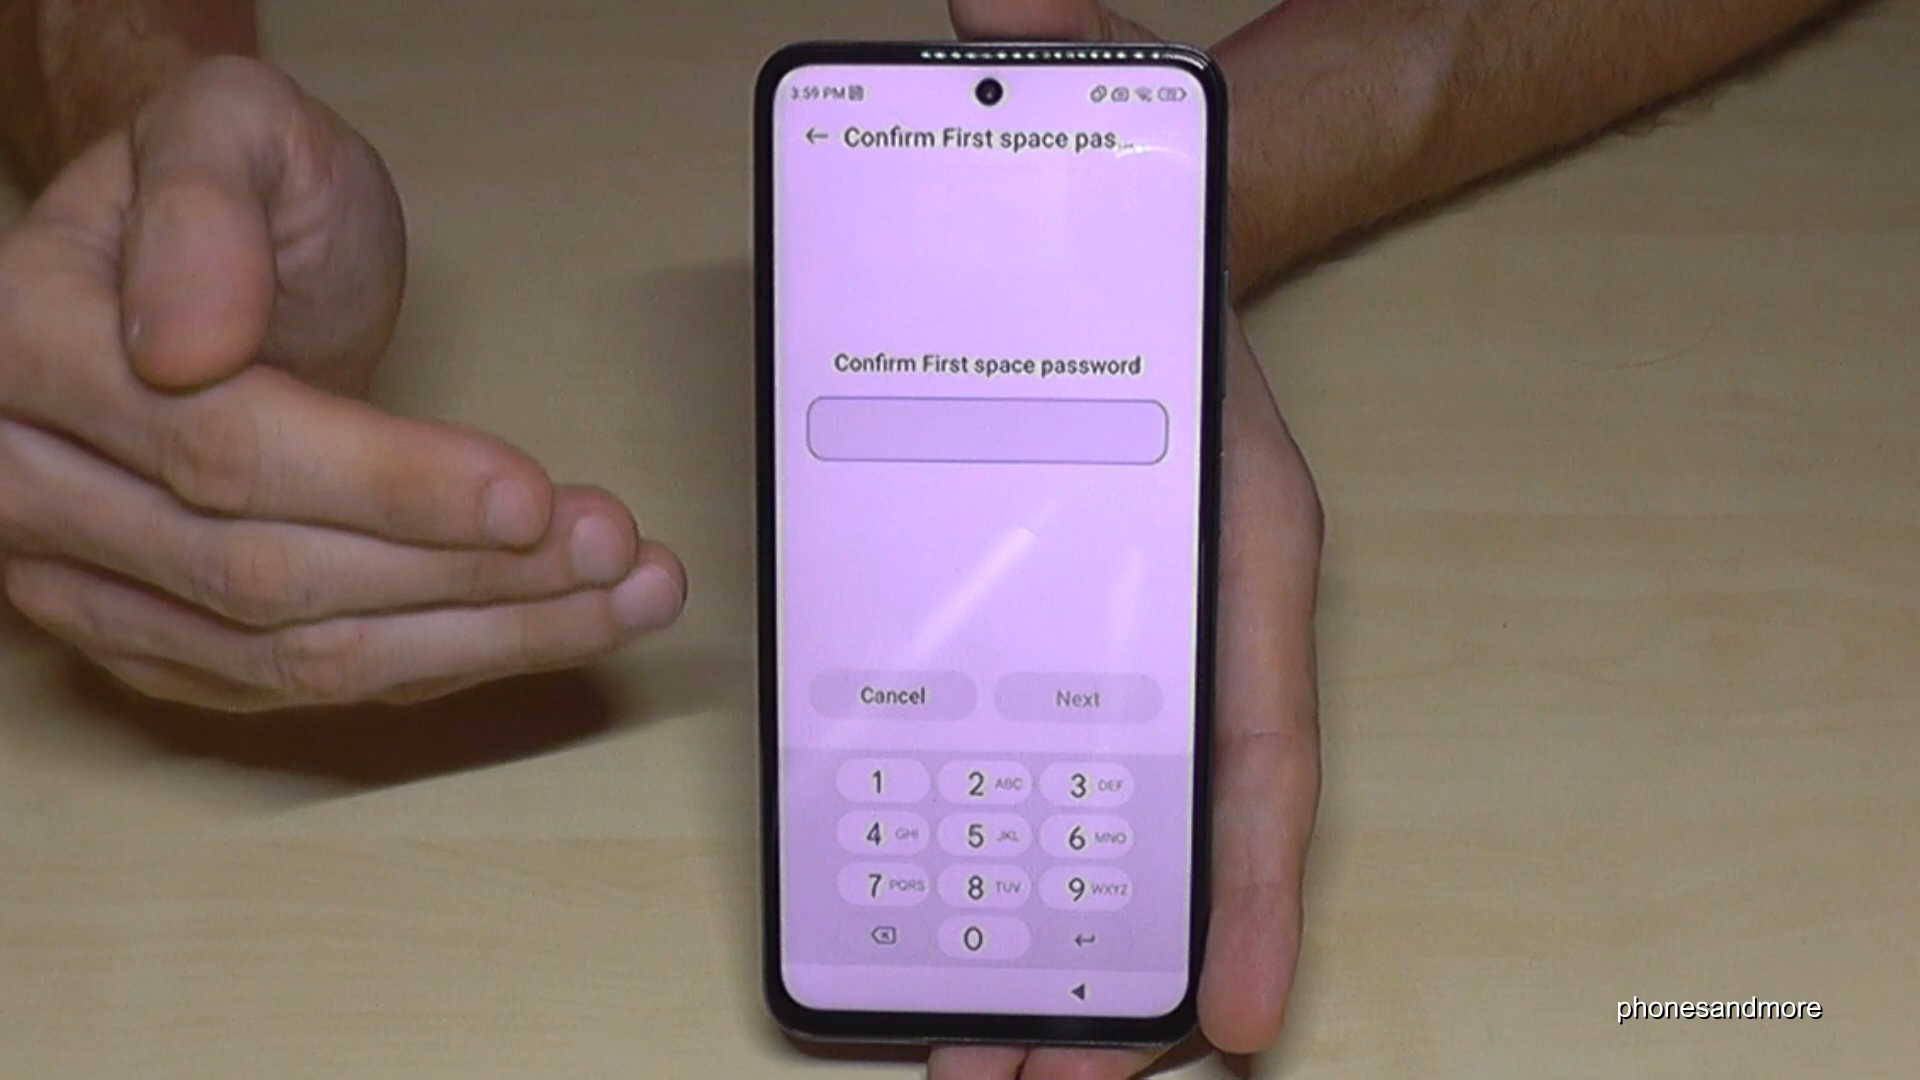 3:59 PM
← Confirm First space pas...
Confirm First space password
Cancel
Next
1
2 ABC
3 DEF
4 GHI
5 JKL
6 MNO
7 PQRS
8 TUV
9 WXYZ
0
phonesandmore